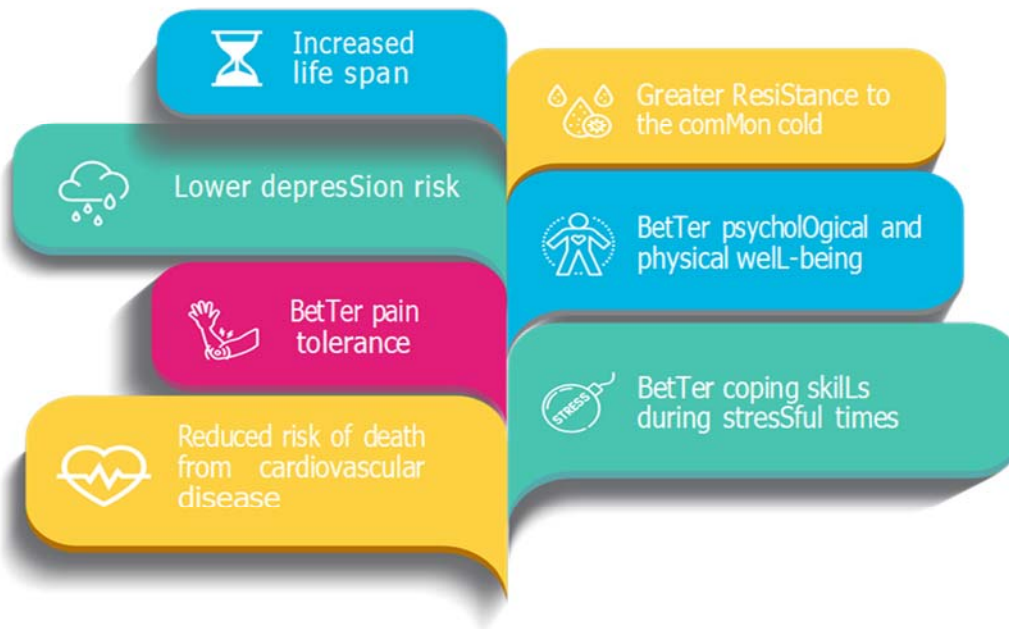 Increased
life span
Lower depresSion risk
BetTer pain
tolerance
Reduced risk of death
from cardiovascular
disease
Greater ResiStance to
the comMon cold
BetTer psycholOgical and
physical welL-being
STRESS
BetTer coping skilLs
during stresSful times